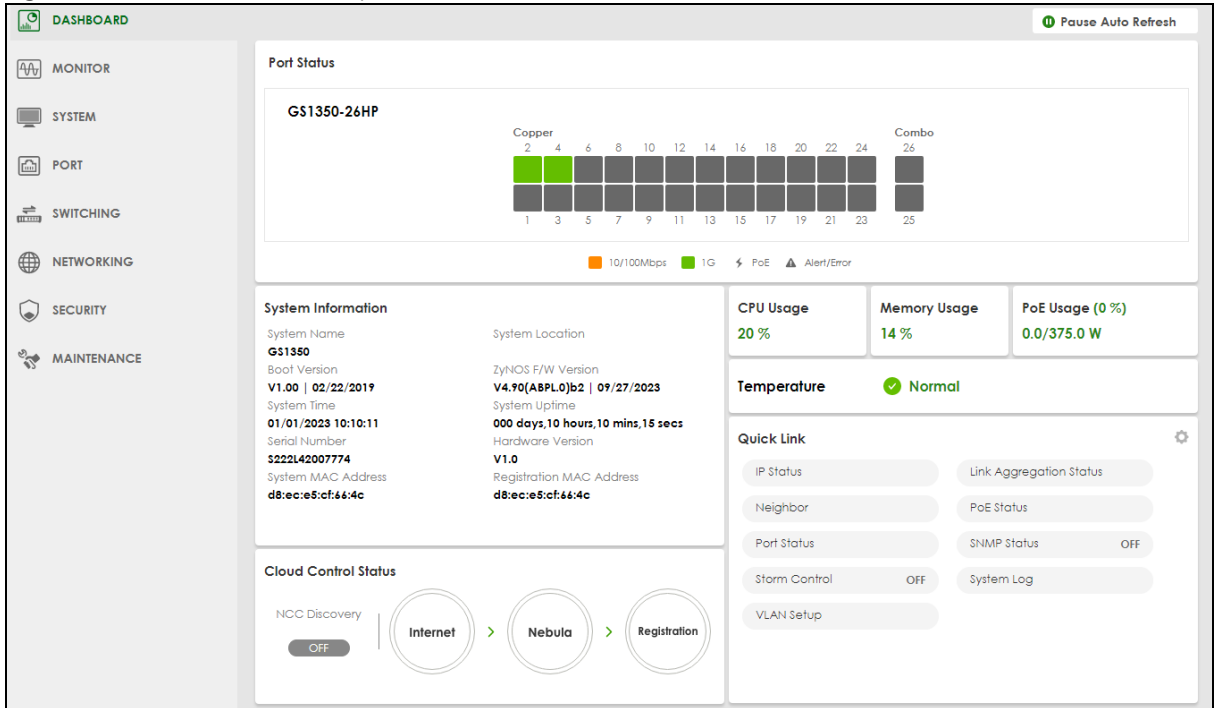 DASHBOARD
Pause Auto Refresh
MONITOR
SYSTEM
PORT
SWITCHING
NETWORKING
SECURITY
MAINTENANCE
Port Status
GS1350-26HP
Copper Combo
2 4 6 8 10 12 14 16 18 20 22 24 26
1 3 5 7 9 11 13 15 17 19 21 23 25
10/100Mbps 1G PoE Alert/Error
System Information
System Name System Location
GS1350
Boot Version ZyNOS F/W Version
V1.00 | 02/22/2019 V4.90(ABPL.0)b2 | 09/27/2023
System Time System Uptime
01/01/2023 10:10:11 000 days,10 hours,10 mins,15 secs
Serial Number Hardware Version
S222L42007774 V1.0
System MAC Address Registration MAC Address
d8:ec:e5:cf:66:4c d8:ec:e5:cf:66:4c
Cloud Control Status
NCC Discovery
OFF
Internet > Nebula > Registration
CPU Usage Memory Usage PoE Usage (0 %)
20 % 14 % 0.0/375.0 W
Temperature Normal
Quick Link
IP Status Link Aggregation Status
Neighbor PoE Status
Port Status SNMP Status OFF
Storm Control OFF System Log
VLAN Setup